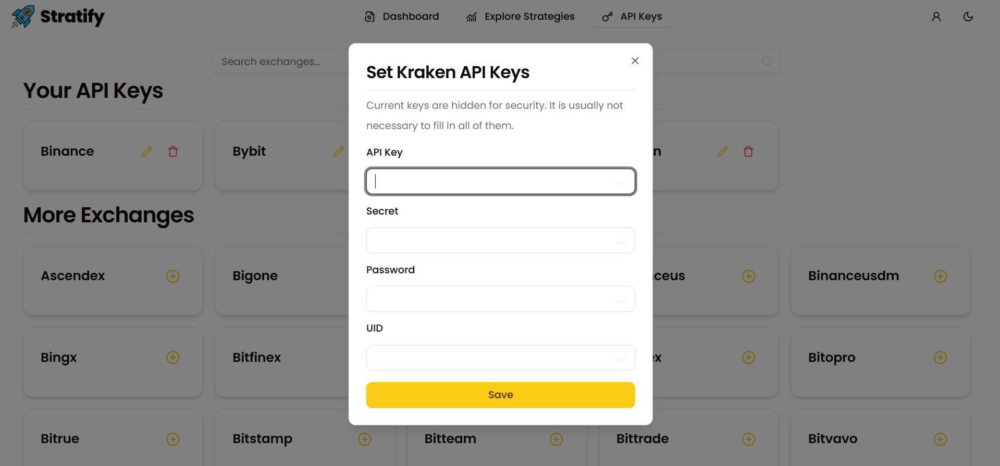 Stratify
Dashboard
Explore Strategies
API Keys
Search exchanges...
Your API Keys
Binance
Bybit
n
More Exchanges
Ascendex
Bigone
ceus
Binanceusdm
Bingx
Bitfinex
ex
Bitopro
Bitrue
Bitstamp
Bitteam
Bittrade
Bitvavo
Set Kraken API Keys
Current keys are hidden for security. It is usually not
necessary to fill in all of them.
API Key
Secret
Password
UID
Save